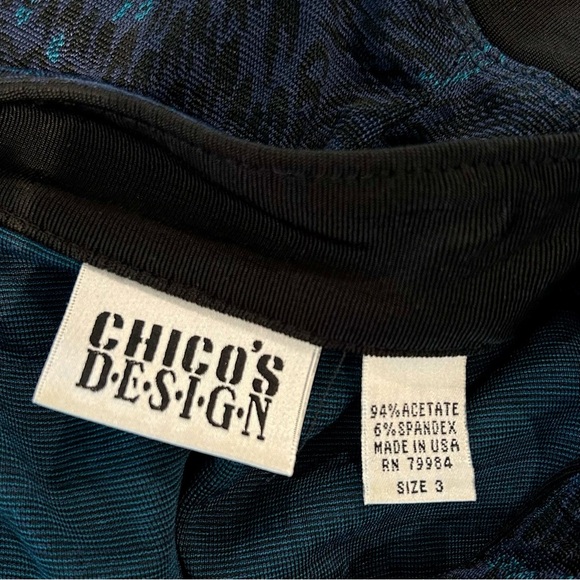 CHICO'S
D•E•S•I•G•N
94%ACETATE
6%SPANDEX
MADE IN USA
RN 79984
SIZE 3